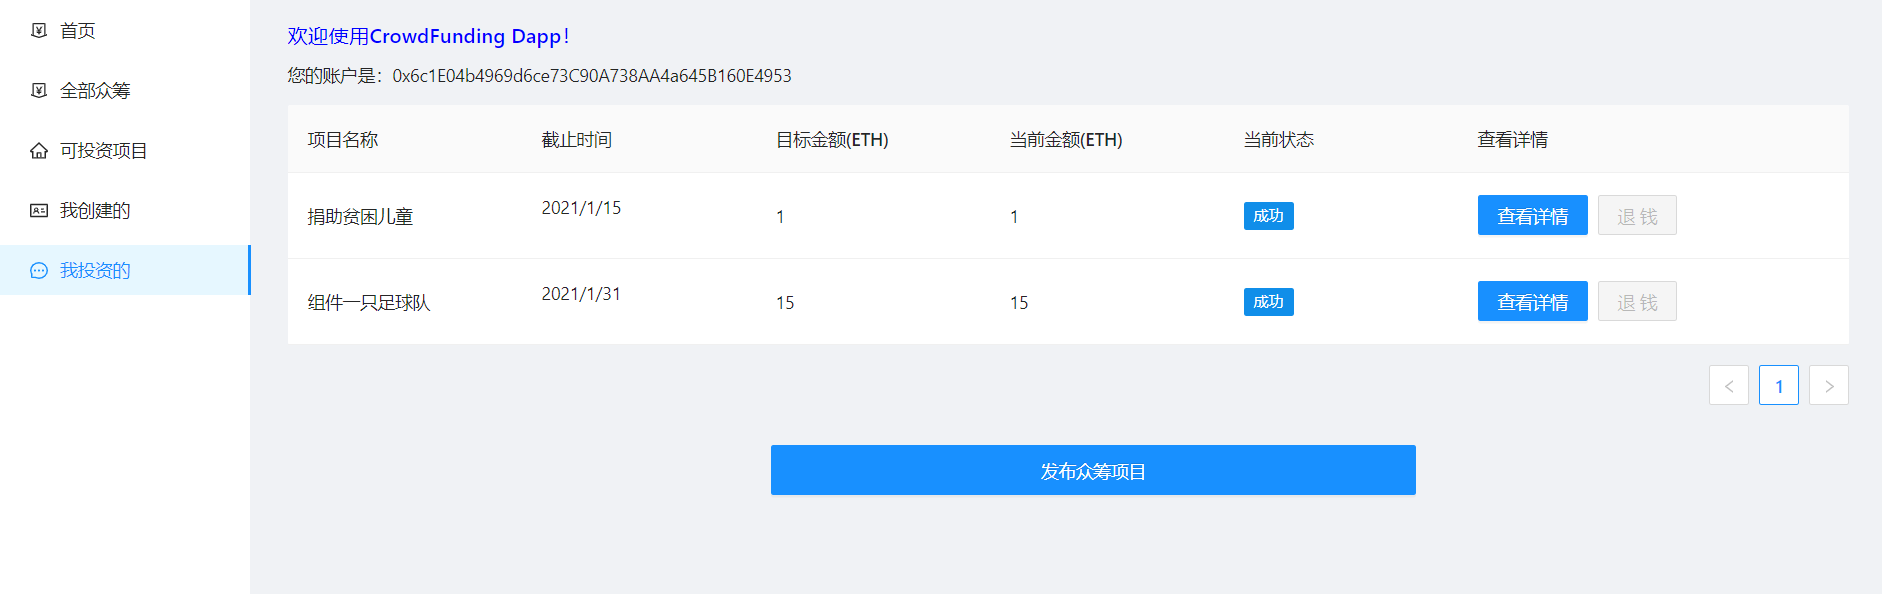 首页
全部众筹
可投资项目
我创建的
我投资的
欢迎使用CrowdFunding Dapp！
您的账户是：0x6c1E04b4969d6ce73C90A738AA4a645B160E4953
项目名称 截止时间 目标金额(ETH) 当前金额(ETH) 当前状态 查看详情
捐助贫困儿童 2021/1/15 1 1 成功 查看详情 退 钱
组件一只足球队 2021/1/31 15 15 成功 查看详情 退 钱
< 1 >
发布众筹项目